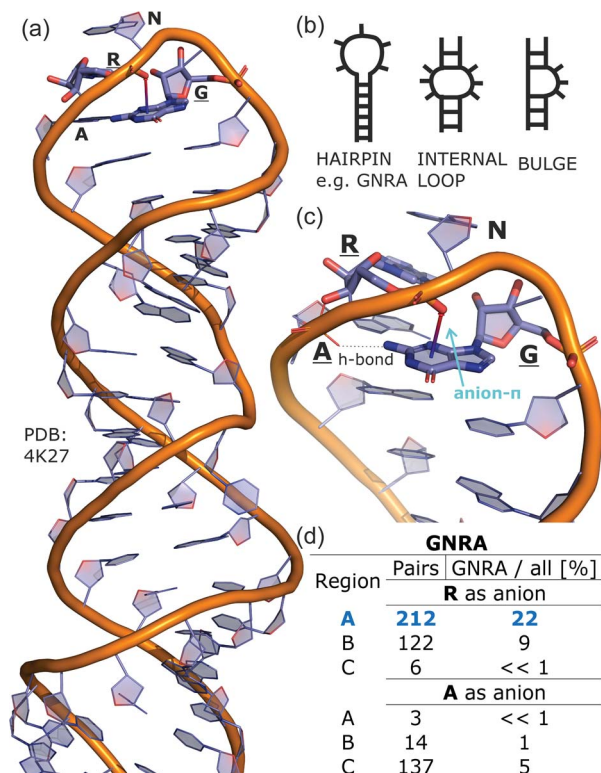 (a)
N
R
G
A
PDB:
4K27
(b)
HAIRPIN INTERNAL BULGE
e.g. GNRA LOOP
(c)
N
R
A
h-bond
G
anion-π
(d)
GNRA
Region Pairs GNRA / all [%]
R as anion
A 212 22
B 122 9
C 6 << 1
A as anion
A 3 << 1
B 14 1
C 137 5